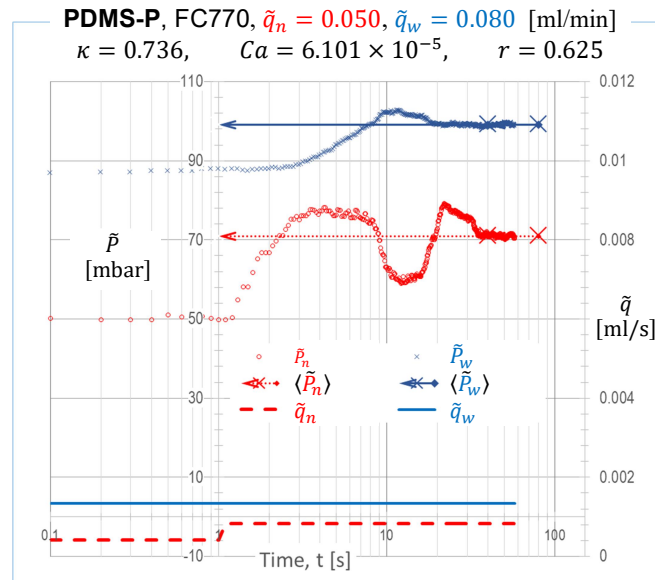 PDMS-P, FC770, q̃n = 0.050, q̃w = 0.080 [ml/min]
κ = 0.736, Ca = 6.101 × 10⁻⁵, r = 0.625
110
90
70
50
30
10
-10
P̃
[mbar]
0.012
0.01
0.008
0.006
0.004
0.002
0
q̃
[ml/s]
P̃n
P̃w
⟨P̃n⟩
⟨P̃w⟩
q̃n
q̃w
0.1
1
10
100
Time, t [s]